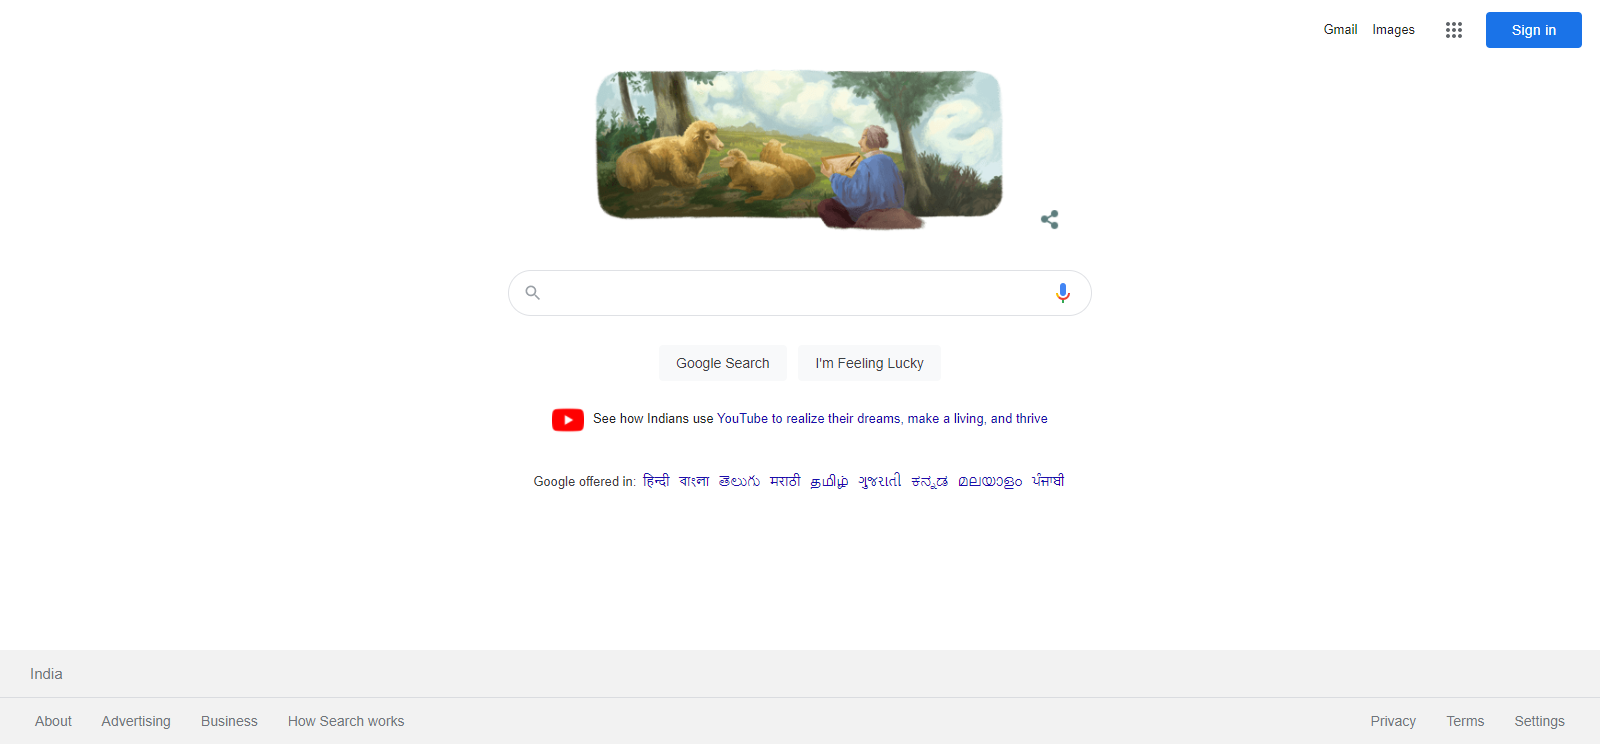 Gmail Images Sign in
Google Search I'm Feeling Lucky
See how Indians use YouTube to realize their dreams, make a living, and thrive
Google offered in: हिन्दी বাংলা తెలుగు मराठी தமிழ் ગુજરાતી ಕನ್ನಡ മലയാളം ਪੰਜਾਬੀ
India
About Advertising Business How Search works Privacy Terms Settings